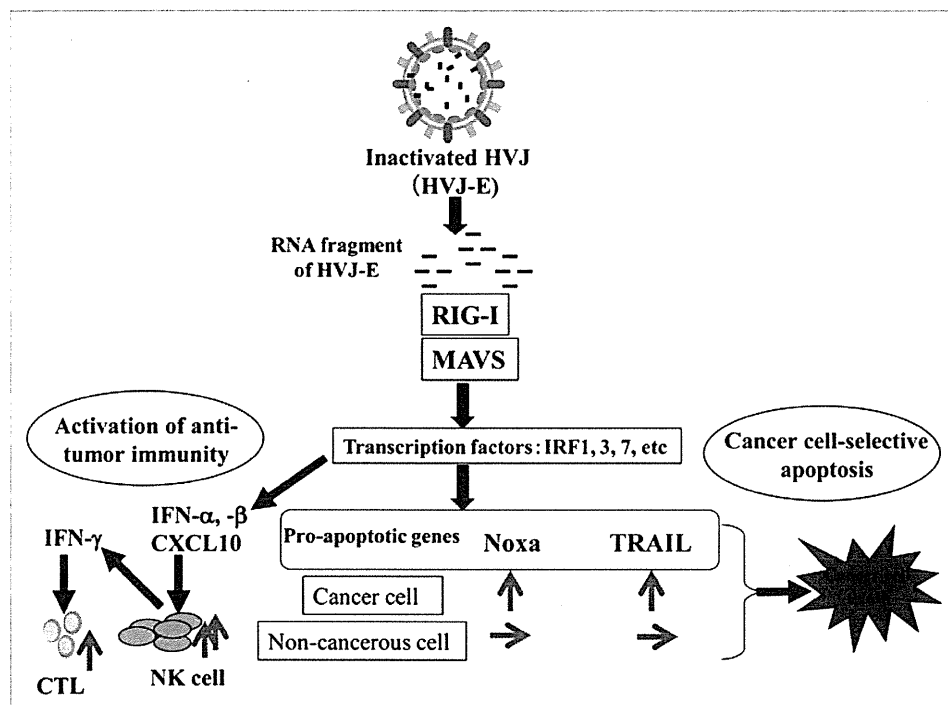 Inactivated HVJ
(HVJ-E)
RNA fragment
of HVJ-E
RIG-I
MAVS
Activation of anti-
tumor immunity
Transcription factors : IRF1, 3, 7, etc
Cancer cell-selective
apoptosis
IFN-γ
IFN-α, -β
CXCL10
Pro-apoptotic genes Noxa TRAIL
Cancer cell
Non-cancerous cell
CTL
NK cell